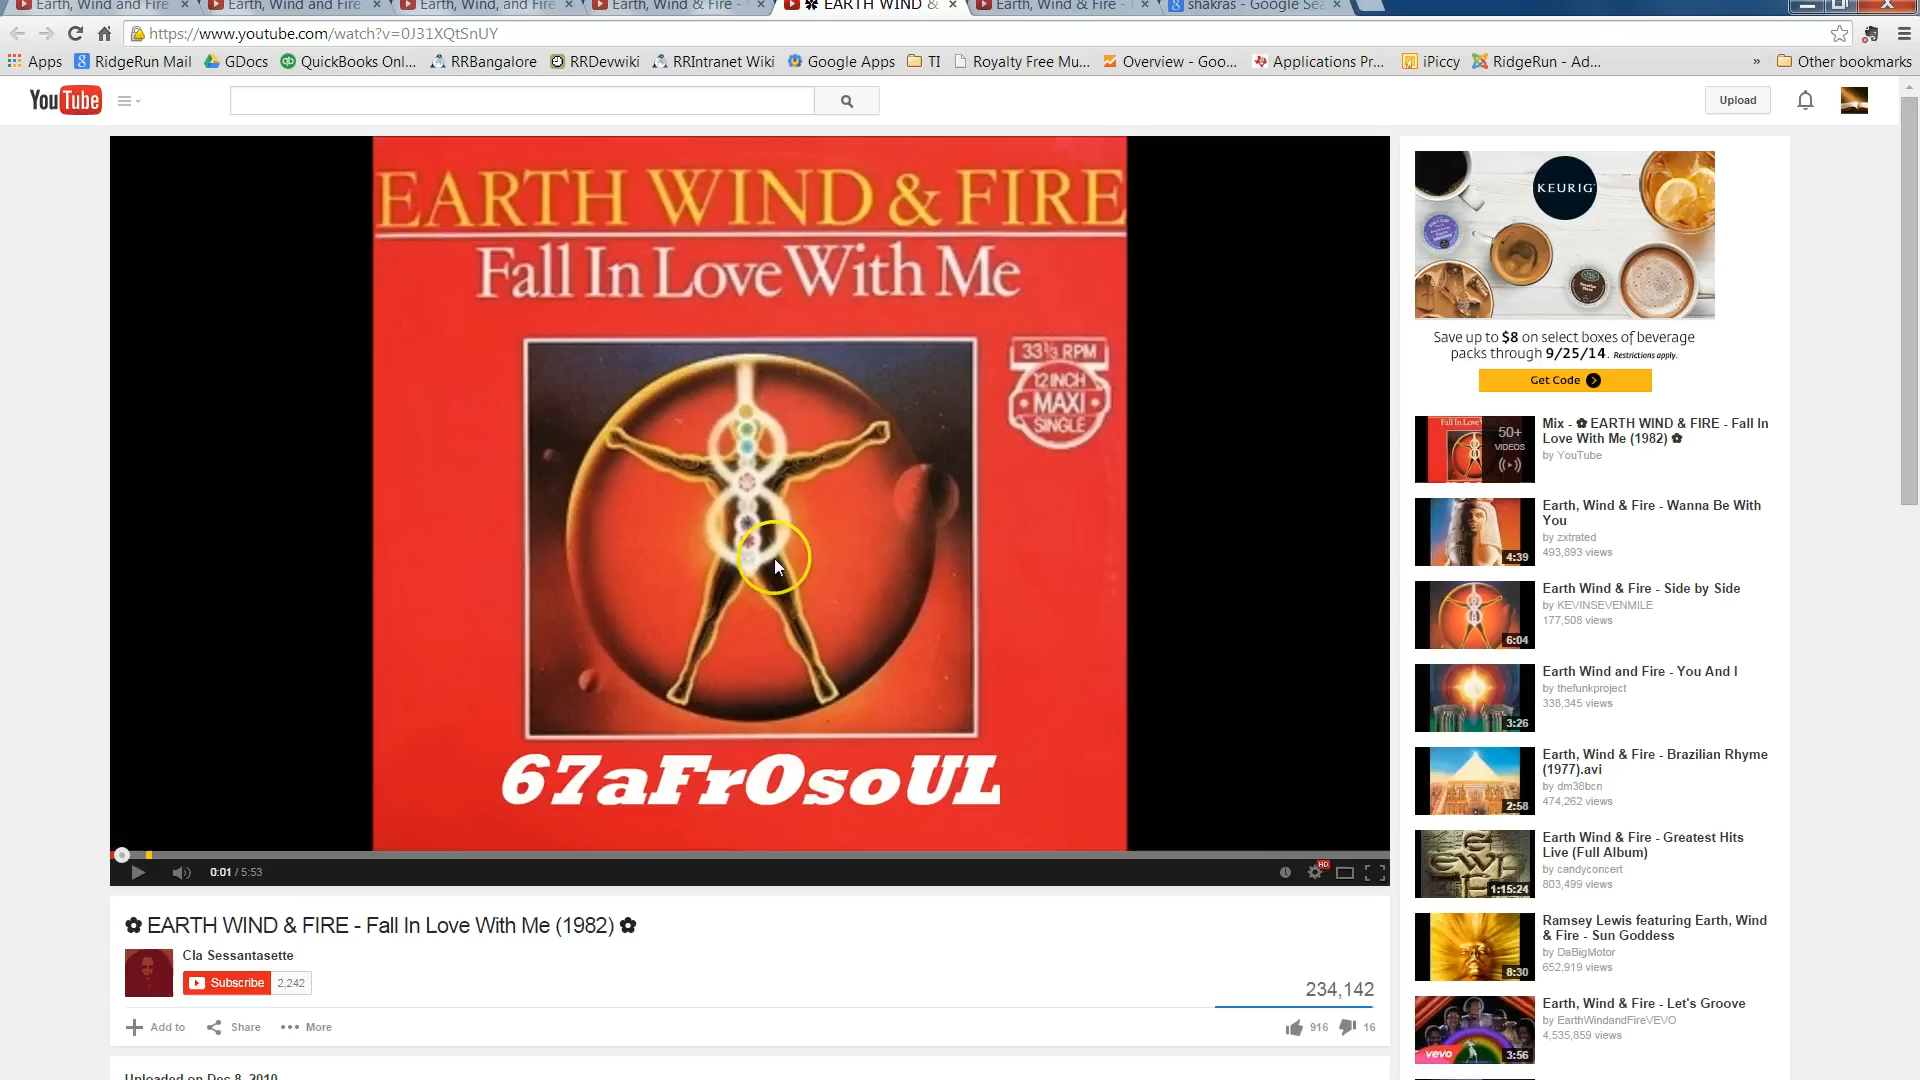 Earth, Wind and Fire
Earth, Wind and Fire
Earth, Wind, and Fire
Earth, Wind & Fire -
✽ EARTH WIND &
Earth, Wind & Fire -
shakras - Google Sea
https://www.youtube.com/watch?v=0J31XQtSnUY
Apps RidgeRun Mail GDocs QuickBooks Onl... RRBangalore RRDevwiki RRIntranet Wiki Google Apps TI Royalty Free Mu... Overview - Goo... Applications Pr... iPiccy RidgeRun - Ad... » Other bookmarks
YouTube
Upload
EARTH WIND & FIRE
Fall In Love With Me
33⅓ RPM
12 INCH
• MAXI •
SINGLE
67aFrOsoUL
0:01 / 5:53
HD
✿ EARTH WIND & FIRE - Fall In Love With Me (1982) ✿
Cla Sessantasette
Subscribe 2,242
234,142
Add to Share More
916 16
Uploaded on Dec 8, 2010
KEURIG
Save up to $8 on select boxes of beverage
packs through 9/25/14. Restrictions apply.
Get Code
Fall In Lov
50+
VIDEOS
Mix - ✿ EARTH WIND & FIRE - Fall In
Love With Me (1982) ✿
by YouTube
4:39
Earth, Wind & Fire - Wanna Be With
You
by zxtrated
493,893 views
6:04
Earth Wind & Fire - Side by Side
by KEVINSEVENMILE
177,508 views
3:26
Earth Wind and Fire - You And I
by thefunkproject
338,345 views
2:58
Earth, Wind & Fire - Brazilian Rhyme
(1977).avi
by dm38bcn
474,262 views
1:15:24
Earth Wind & Fire - Greatest Hits
Live (Full Album)
by candyconcert
803,499 views
8:30
Ramsey Lewis featuring Earth, Wind
& Fire - Sun Goddess
by DaBigMotor
652,919 views
vevo
3:56
Earth, Wind & Fire - Let's Groove
by EarthWindandFireVEVO
4,535,859 views